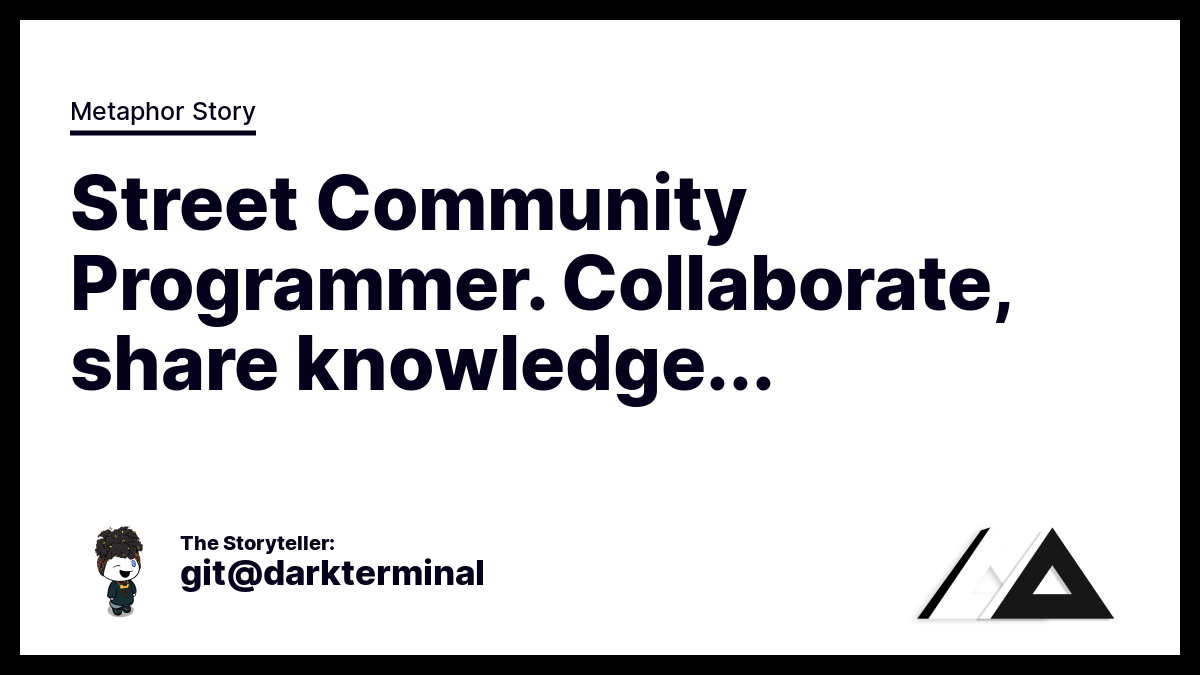 Metaphor Story
Street Community
Programmer. Collaborate,
share knowledge...
The Storyteller:
git@darkterminal